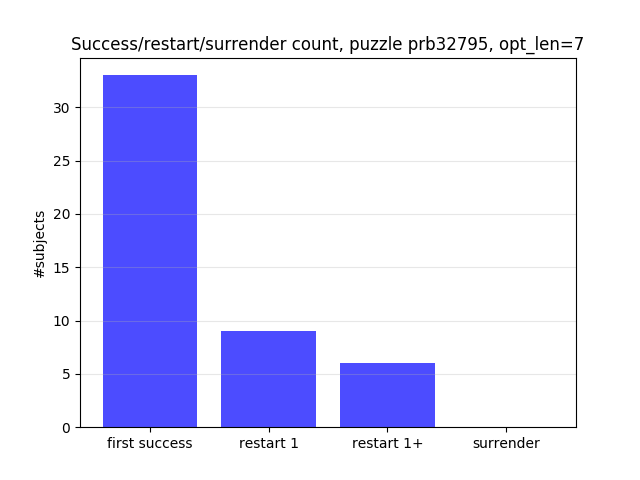 Success/restart/surrender count, puzzle prb32795, opt_len=7
30
25
20
15
10
5
0
#subjects
first success
restart 1
restart 1+
surrender